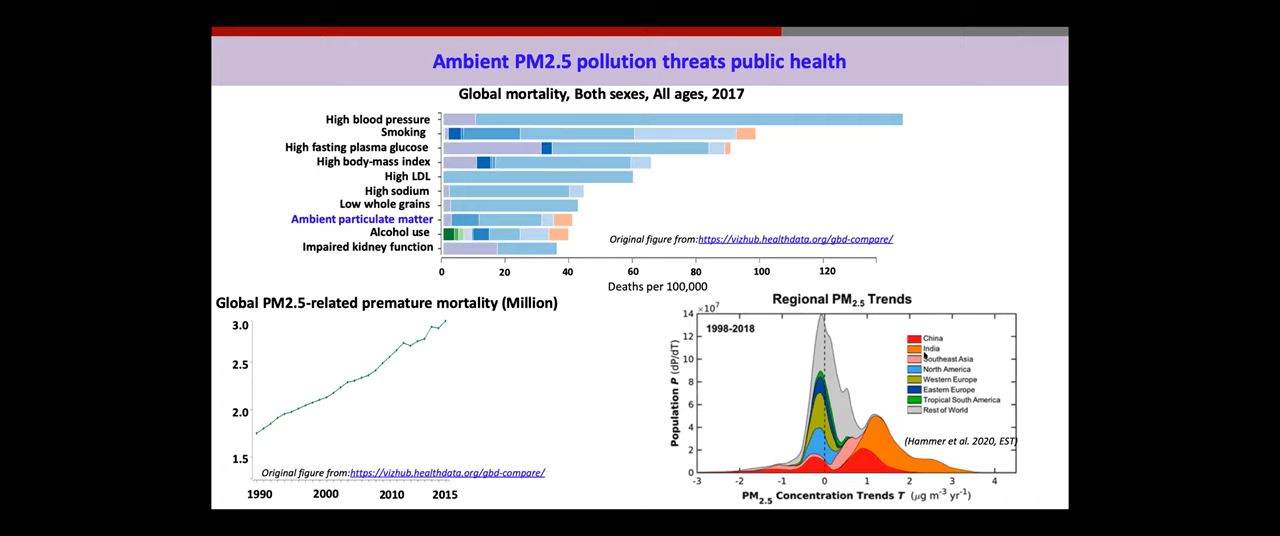 Ambient PM2.5 pollution threats public health
Global mortality, Both sexes, All ages, 2017
High blood pressure
Smoking
High fasting plasma glucose
High body-mass index
High LDL
High sodium
Low whole grains
Ambient particulate matter
Alcohol use
Impaired kidney function
Original figure from:https://vizhub.healthdata.org/gbd-compare/
0 20 40 60 80 100 120
Deaths per 100,000
Global PM2.5-related premature mortality (Million)
3.0
2.5
2.0
1.5
Original figure from:https://vizhub.healthdata.org/gbd-compare/
1990 2000 2010 2015
Regional PM2.5 Trends
×10⁷
14
12
10
8
6
4
2
0
Population P (dP/dT)
1998-2018
China
India
Southeast Asia
North America
Western Europe
Eastern Europe
Tropical South America
Rest of World
(Hammer et al. 2020, EST)
-3 -2 -1 0 1 2 3 4
PM2.5 Concentration Trends T (μg m⁻³ yr⁻¹)